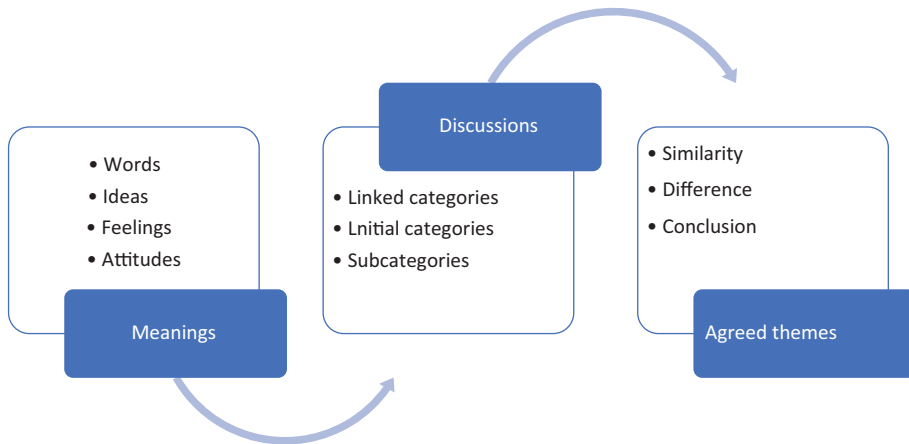 • Words
• Ideas
• Feelings
• Attitudes
Meanings
Discussions
• Linked categories
• Lnitial categories
• Subcategories
• Similarity
• Difference
• Conclusion
Agreed themes